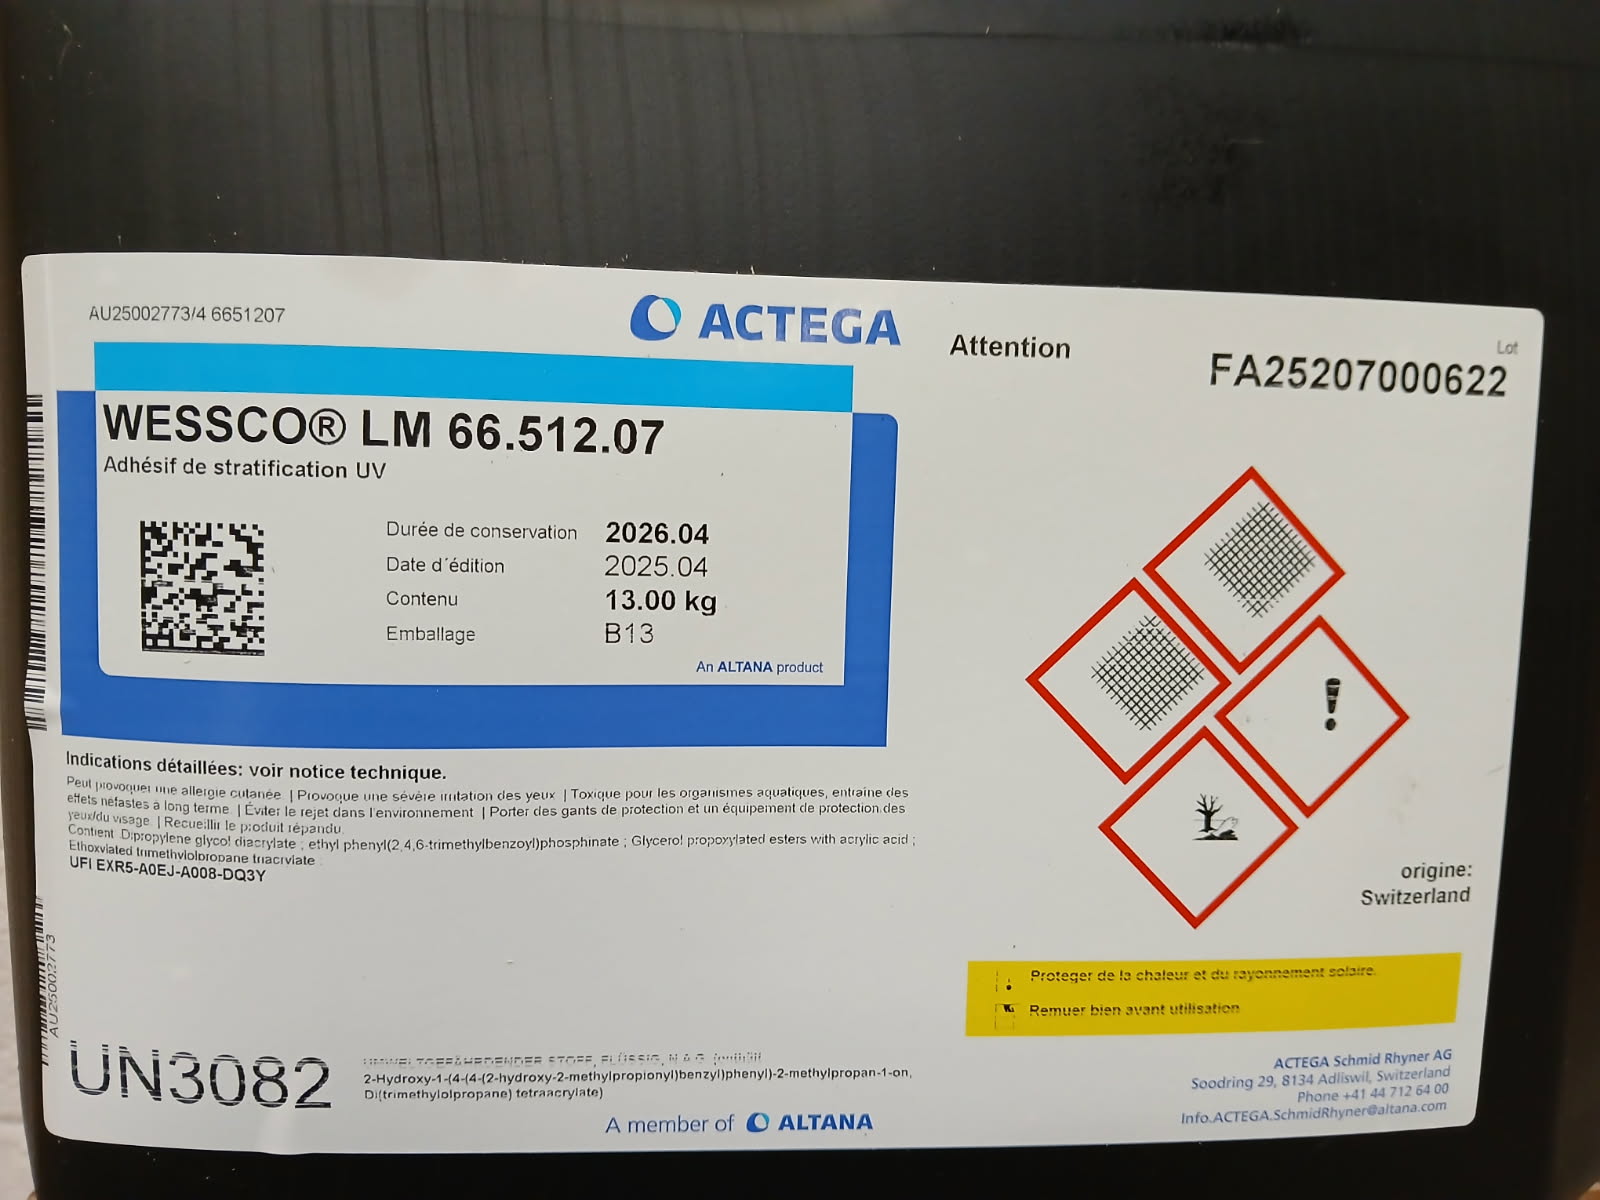 AU25002773/4 6651207
ACTEGA
Attention
Lot
FA25207000622
WESSCO® LM 66.512.07
Adhésif de stratification UV
Durée de conservation 2026.04
Date d´édition 2025.04
Contenu 13.00 kg
Emballage B13
An ALTANA product
Indications détaillées: voir notice technique.
Peut provoquer une allergie cutanée | Provoque une sévère irritation des yeux | Toxique pour les organismes aquatiques, entraîne des
effets néfastes à long terme. | Éviter le rejet dans l'environnement | Porter des gants de protection et un équipement de protection des
yeux/du visage. | Recueillir le produit répandu.
Contient Dipropylene glycol diacrylate ; ethyl phenyl(2,4,6-trimethylbenzoyl)phosphinate ; Glycerol propoxylated esters with acrylic acid ;
Ethoxylated trimethylolpropane triacrylate
UFI EXR5-A0EJ-A008-DQ3Y
origine:
Switzerland
Proteger de la chaleur et du rayonnement solaire.
Remuer bien avant utilisation
AU25002773
UN3082
UMWELTGEFÄHRDENDER STOFF, FLÜSSIG, N.A.G. (enthält
2-Hydroxy-1-(4-(4-(2-hydroxy-2-methylpropionyl)benzyl)phenyl)-2-methylpropan-1-on,
Di(trimethylolpropane) tetraacrylate)
A member of ALTANA
ACTEGA Schmid Rhyner AG
Soodring 29, 8134 Adliswil, Switzerland
Phone +41 44 712 64 00
Info.ACTEGA.SchmidRhyner@altana.com